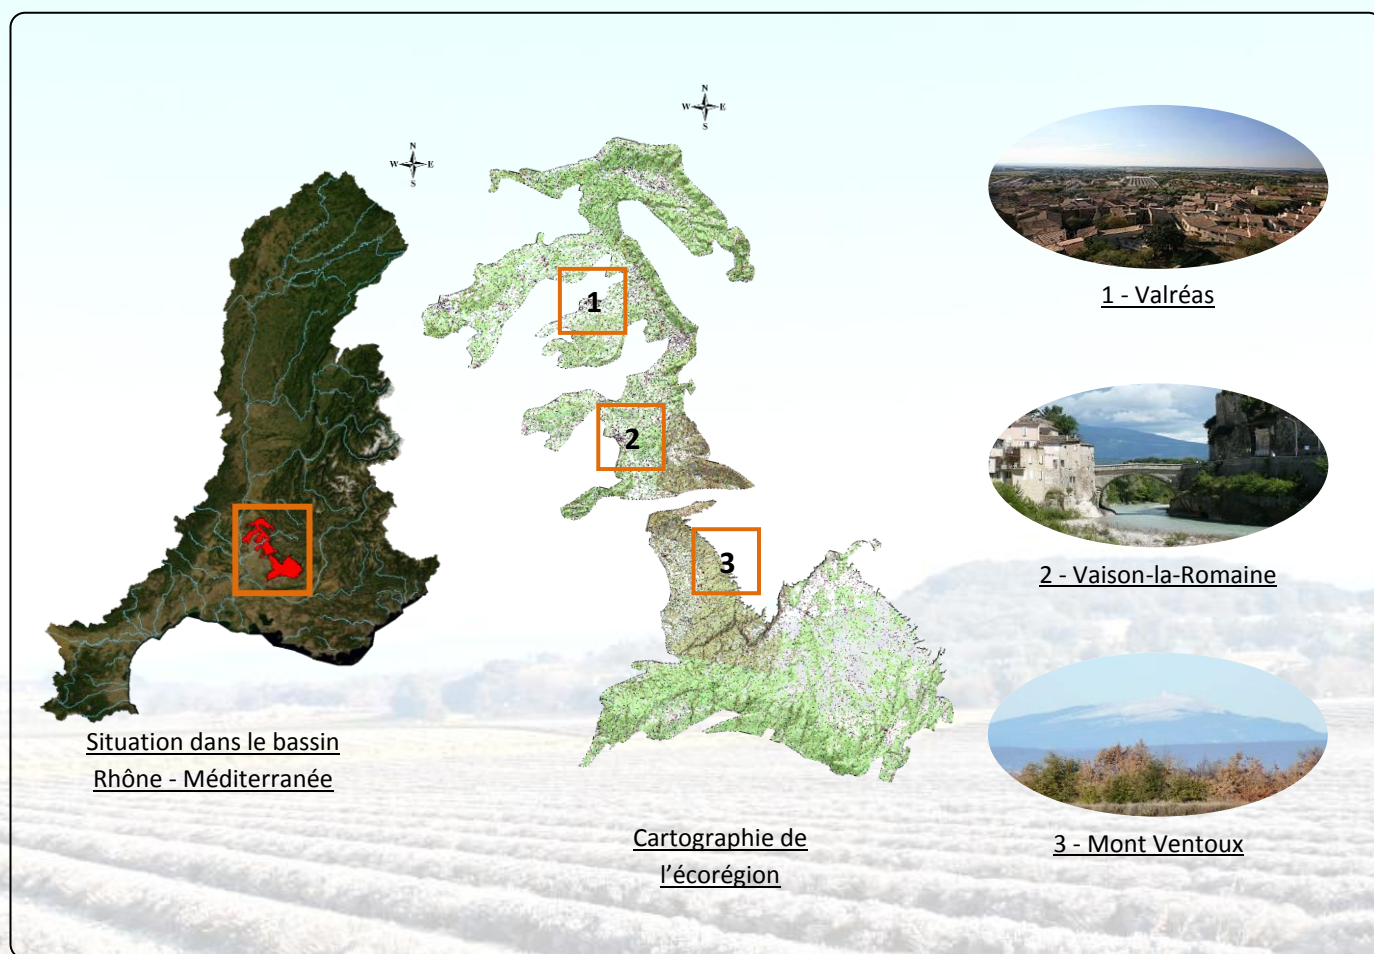 N
W E
S
N
W E
S
1
2
3
Situation dans le bassin
Rhône - Méditerranée
Cartographie de
l'écorégion
1 - Valréas
2 - Vaison-la-Romaine
3 - Mont Ventoux